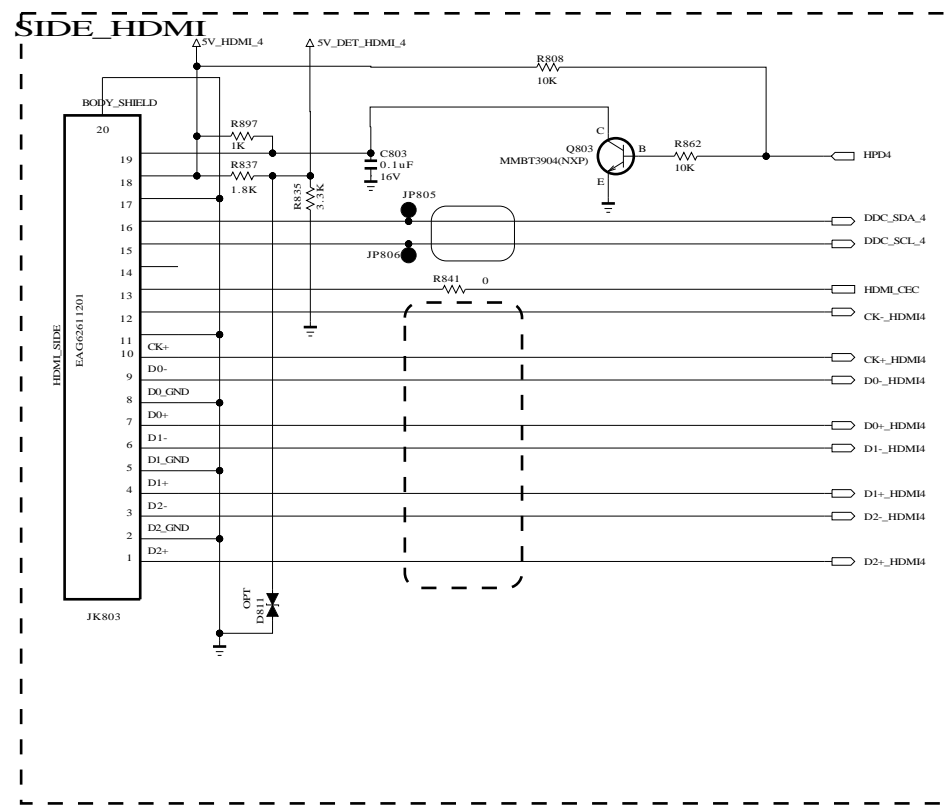 SIDE_HDMI
5V_HDMI_4
5V_DET_HDMI_4
R808
10K
BODY_SHIELD
20
R897
1K
C803
0.1uF
16V
C
Q803
MMBT3904(NXP)
B
E
R862
10K
HPD4
19
R837
1.8K
18
R835
3.3K
17
JP805
16
DDC_SDA_4
15
DDC_SCL_4
JP806
14
R841
0
13
HDMI_CEC
12
CK-_HDMI4
HDMI_SIDE
EAG62611201
11
CK+
10
CK+_HDMI4
D0-
9
D0-_HDMI4
D0_GND
8
D0+
7
D0+_HDMI4
D1-
6
D1-_HDMI4
D1_GND
5
D1+
4
D1+_HDMI4
D2-
3
D2-_HDMI4
D2_GND
2
D2+
1
D2+_HDMI4
OPT
D811
JK803